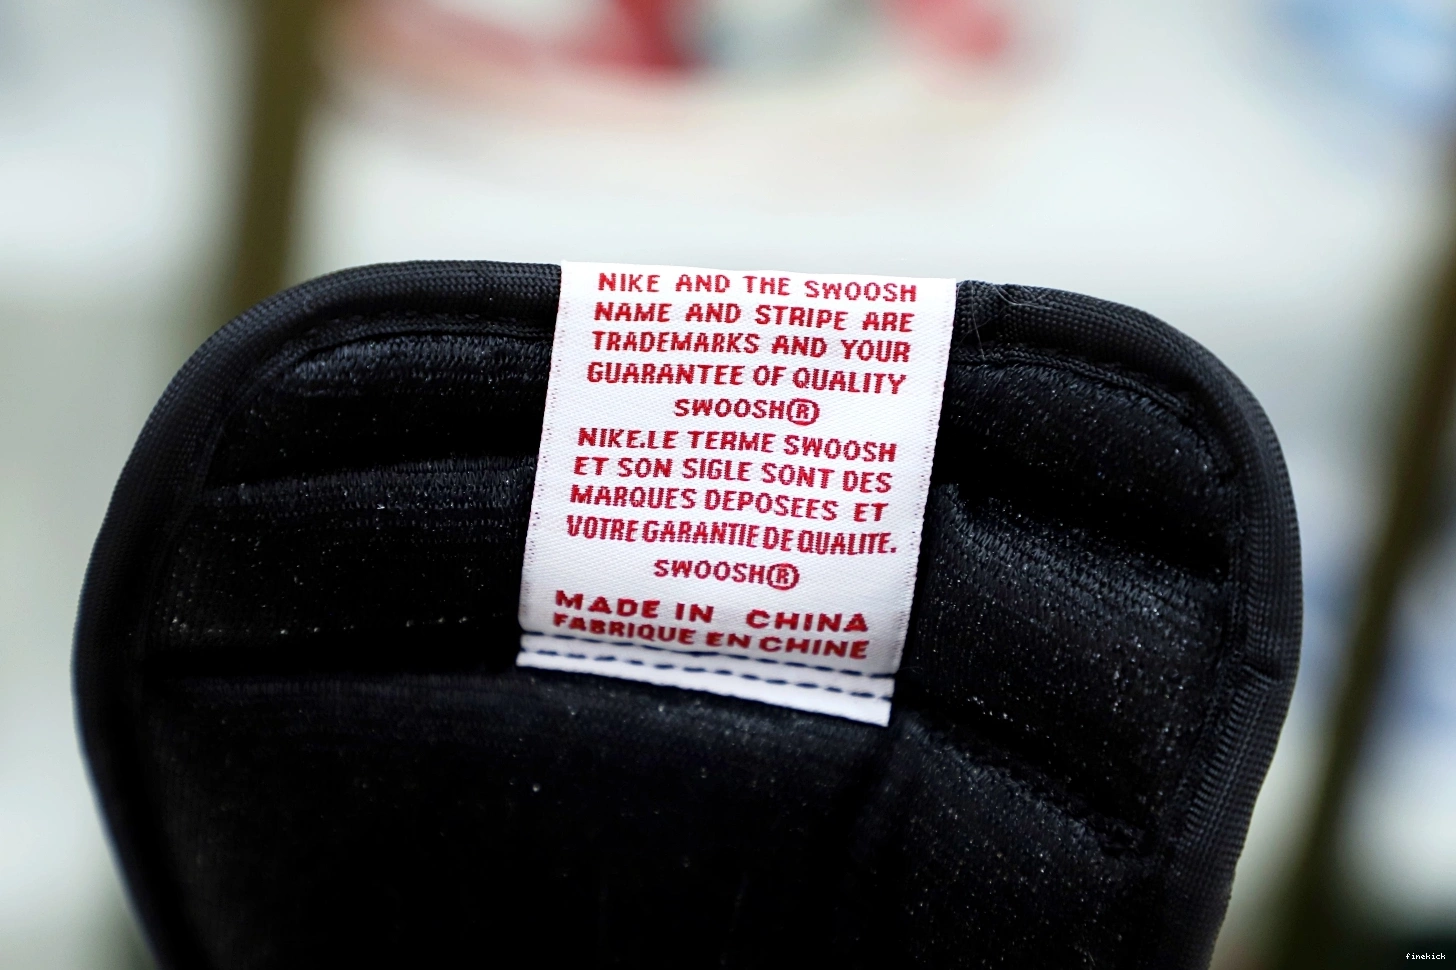 NIKE AND THE SWOOSH
NAME AND STRIPE ARE
TRADEMARKS AND YOUR
GUARANTEE OF QUALITY
SWOOSH®
NIKE.LE TERME SWOOSH
ET SON SIGLE SONT DES
MARQUES DEPOSEES ET
VOTRE GARANTIE DE QUALITE.
SWOOSH®
MADE IN CHINA
FABRIQUE EN CHINE
finekick